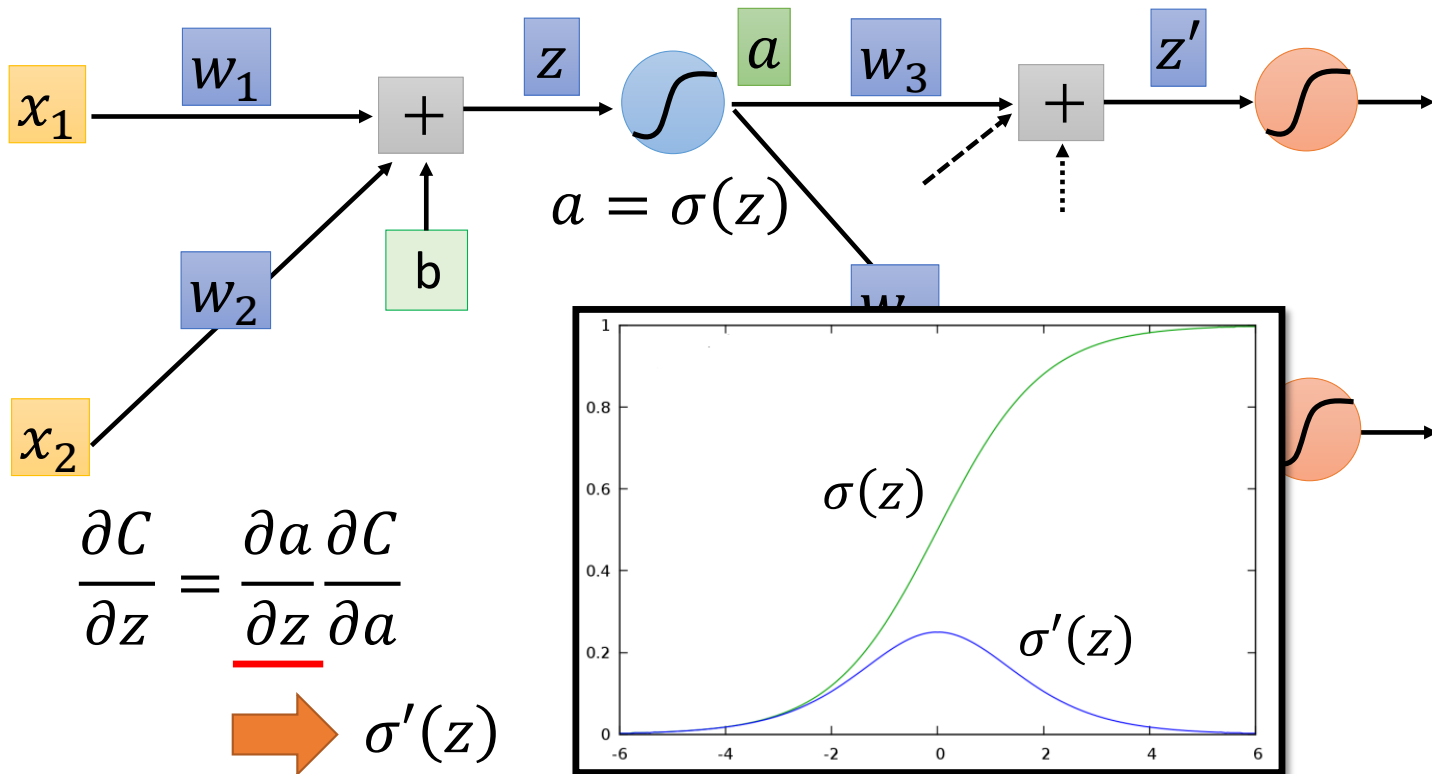 x₁
w₁
+
z
a
w₃
+
z′
a = σ(z)
b
w₂
x₂
w
∂C/∂z = ∂a/∂z ∂C/∂a
σ′(z)
1
0.8
0.6
0.4
0.2
0
σ(z)
σ′(z)
-6 -4 -2 0 2 4 6